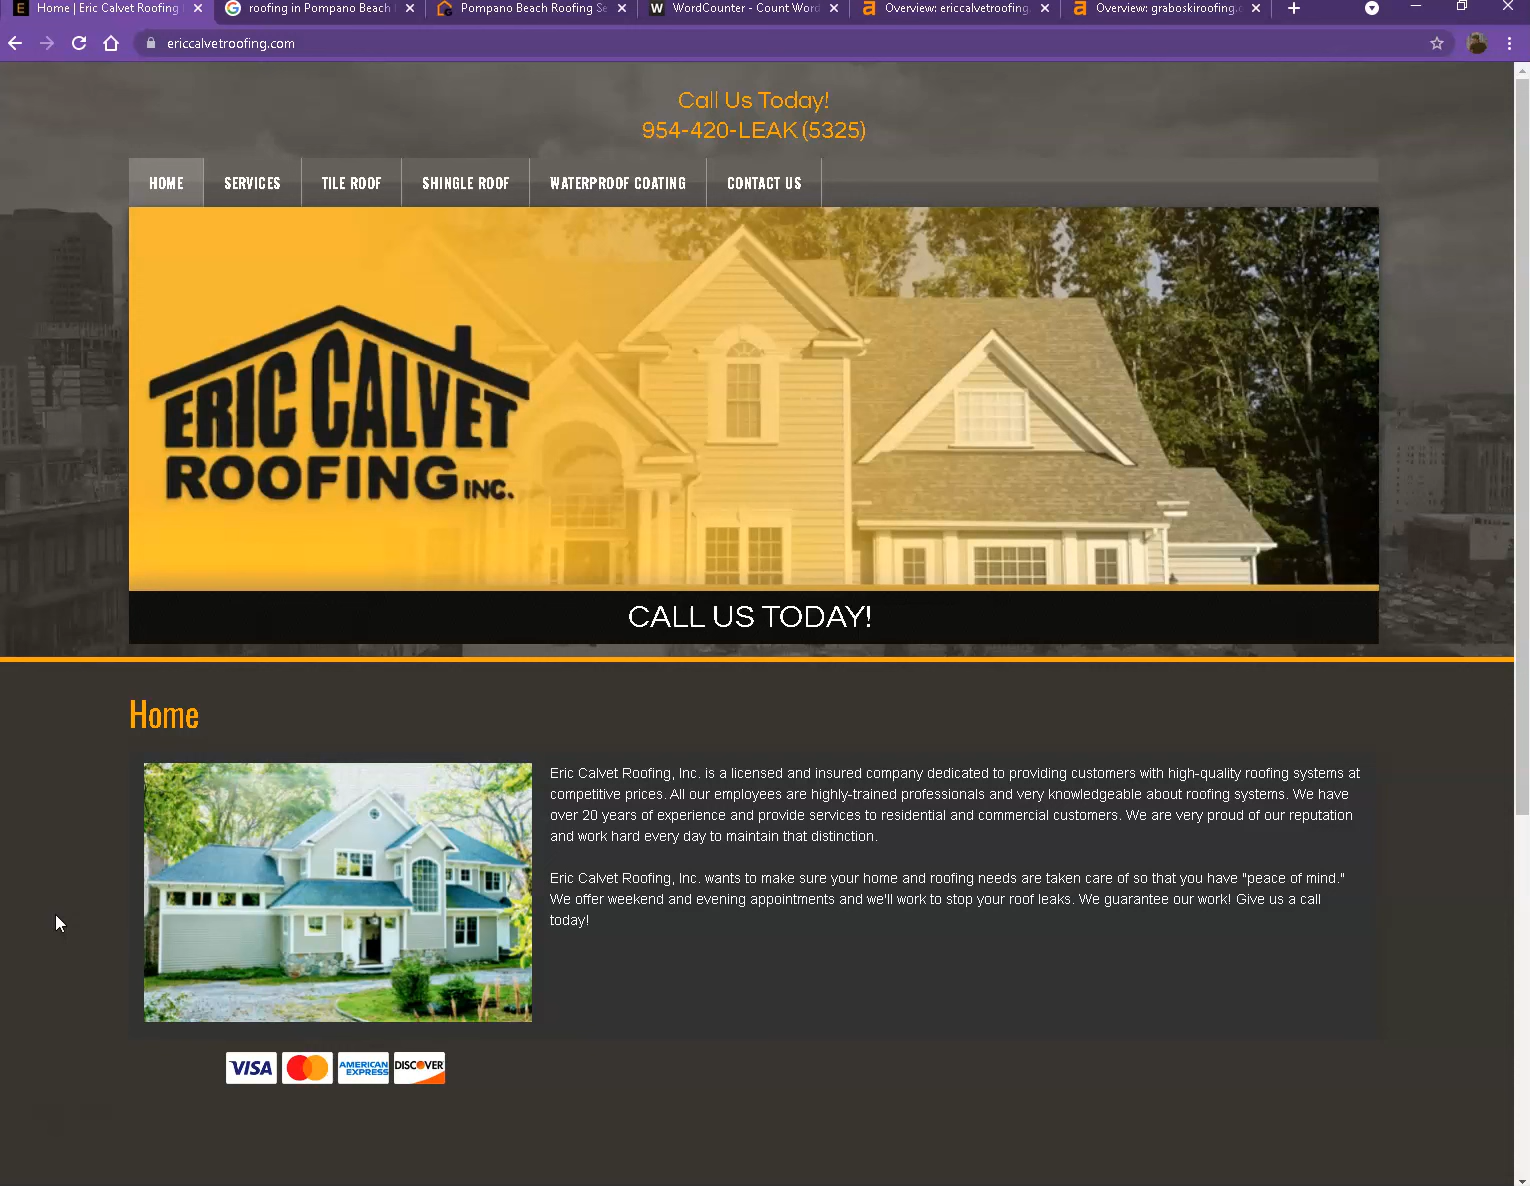 Home | Eric Calvet Roofing
roofing in Pompano Beach
Pompano Beach Roofing Se
WordCounter - Count Word
Overview: ericcalvetroofing.
Overview: graboskiroofing.c
ericcalvetroofing.com
Call Us Today!
954-420-LEAK (5325)
HOME
SERVICES
TILE ROOF
SHINGLE ROOF
WATERPROOF COATING
CONTACT US
ERIC CALVET
ROOFING INC.
CALL US TODAY!
Home
Eric Calvet Roofing, Inc. is a licensed and insured company dedicated to providing customers with high-quality roofing systems at
competitive prices. All our employees are highly-trained professionals and very knowledgeable about roofing systems. We have
over 20 years of experience and provide services to residential and commercial customers. We are very proud of our reputation
and work hard every day to maintain that distinction.
Eric Calvet Roofing, Inc. wants to make sure your home and roofing needs are taken care of so that you have "peace of mind."
We offer weekend and evening appointments and we'll work to stop your roof leaks. We guarantee our work! Give us a call
today!
VISA
AMERICAN
EXPRESS
DISCOVER